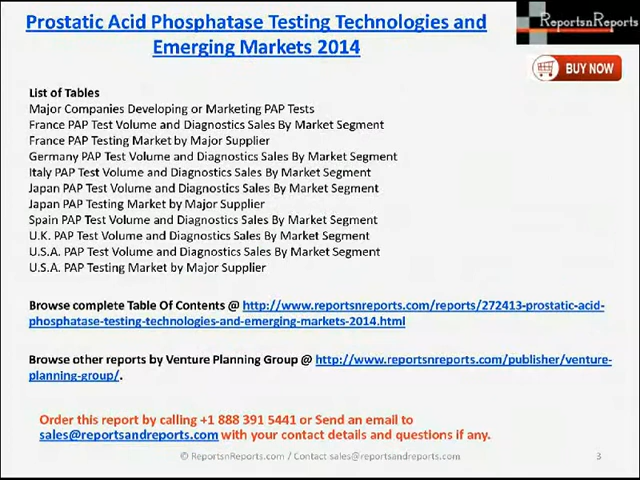 Prostatic Acid Phosphatase Testing Technologies and
Emerging Markets 2014
ReportsnReports
BUY NOW
List of Tables
Major Companies Developing or Marketing PAP Tests
France PAP Test Volume and Diagnostics Sales By Market Segment
France PAP Testing Market by Major Supplier
Germany PAP Test Volume and Diagnostics Sales By Market Segment
Italy PAP Test Volume and Diagnostics Sales By Market Segment
Japan PAP Test Volume and Diagnostics Sales By Market Segment
Japan PAP Testing Market by Major Supplier
Spain PAP Test Volume and Diagnostics Sales By Market Segment
U.K. PAP Test Volume and Diagnostics Sales By Market Segment
U.S.A. PAP Test Volume and Diagnostics Sales By Market Segment
U.S.A. PAP Testing Market by Major Supplier
Browse complete Table Of Contents @ http://www.reportsnreports.com/reports/272413-prostatic-acid-
phosphatase-testing-technologies-and-emerging-markets-2014.html
Browse other reports by Venture Planning Group @ http://www.reportsnreports.com/publisher/venture-
planning-group/.
Order this report by calling +1 888 391 5441 or Send an email to
sales@reportsandreports.com with your contact details and questions if any.
© ReportsnReports.com / Contact sales@reportsandreports.com
3